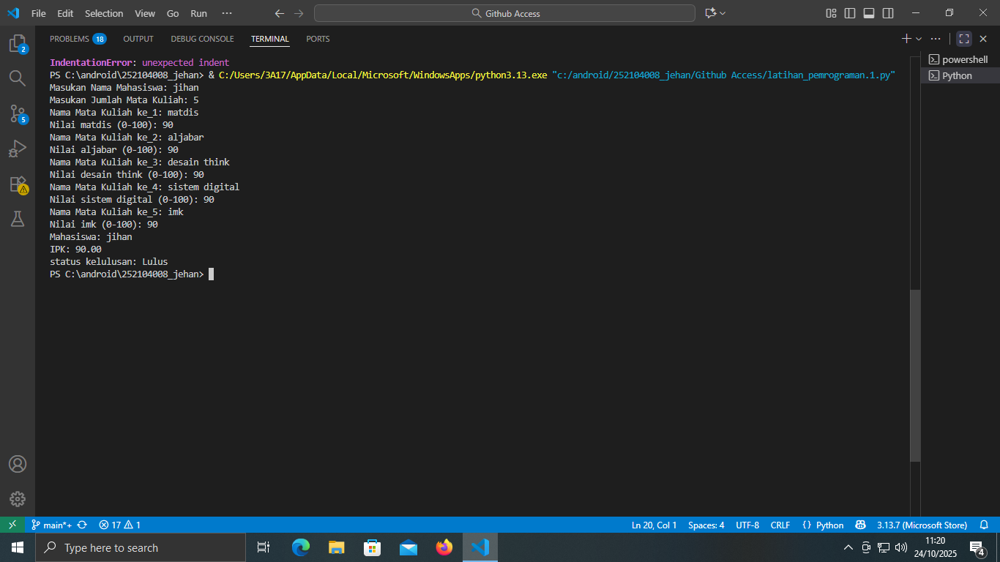 File Edit Selection View Go Run ··· Github Access
PROBLEMS 18 OUTPUT DEBUG CONSOLE TERMINAL PORTS
IndentationError: unexpected indent
PS C:\android\252104008_jehan> & C:/Users/3A17/AppData/Local/Microsoft/WindowsApps/python3.13.exe "c:/android/252104008_jehan/Github Access/latihan_pemrograman.1.py"
Masukan Nama Mahasiswa: jihan
Masukan Jumlah Mata Kuliah: 5
Nama Mata Kuliah ke_1: matdis
Nilai matdis (0-100): 90
Nama Mata Kuliah ke_2: aljabar
Nilai aljabar (0-100): 90
Nama Mata Kuliah ke_3: desain think
Nilai desain think (0-100): 90
Nama Mata Kuliah ke_4: sistem digital
Nilai sistem digital (0-100): 90
Nama Mata Kuliah ke_5: imk
Nilai imk (0-100): 90
Mahasiswa: jihan
IPK: 90.00
status kelulusan: Lulus
PS C:\android\252104008_jehan>
powershell
Python
2
5
main*+ 17 1 Ln 20, Col 1 Spaces: 4 UTF-8 CRLF {} Python 3.13.7 (Microsoft Store)
Type here to search
11:20
24/10/2025
4